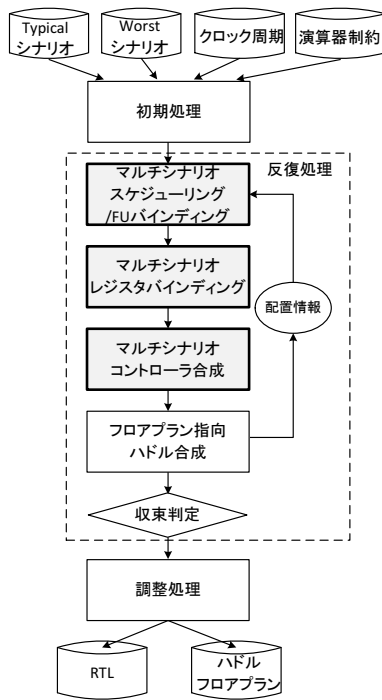 Typical
シナリオ
Worst
シナリオ
クロック周期
演算器制約
初期処理
反復処理
マルチシナリオ
スケジューリング
/FUバインディング
マルチシナリオ
レジスタバインディング
配置情報
マルチシナリオ
コントローラ合成
フロアプラン指向
ハドル合成
収束判定
調整処理
RTL
ハドル
フロアプラン